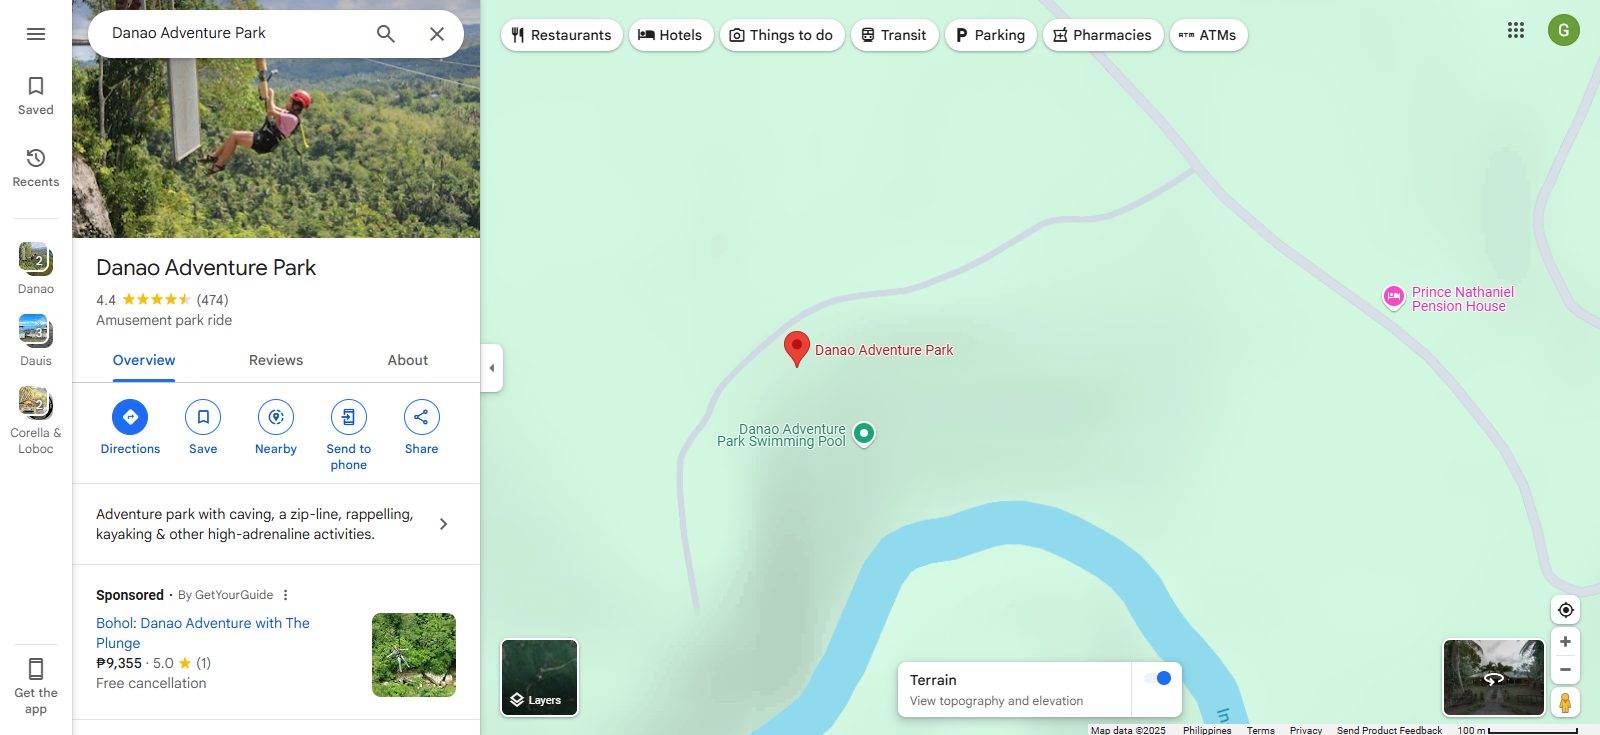 Danao Adventure Park
Saved
Recents
2
Danao
3
Dauis
2
Corella &
Loboc
Get the
app
Danao Adventure Park
4.4 (474)
Amusement park ride
Overview
Reviews
About
Directions
Save
Nearby
Send to
phone
Share
Adventure park with caving, a zip-line, rappelling,
kayaking & other high-adrenaline activities.
Sponsored · By GetYourGuide
Bohol: Danao Adventure with The
Plunge
₱9,355 · 5.0 (1)
Free cancellation
Restaurants
Hotels
Things to do
Transit
P Parking
Pharmacies
ATM ATMs
G
Prince Nathaniel
Pension House
Danao Adventure Park
Danao Adventure
Park Swimming Pool
Layers
Terrain
View topography and elevation
In
Map data ©2025 Philippines Terms Privacy Send Product Feedback 100 m